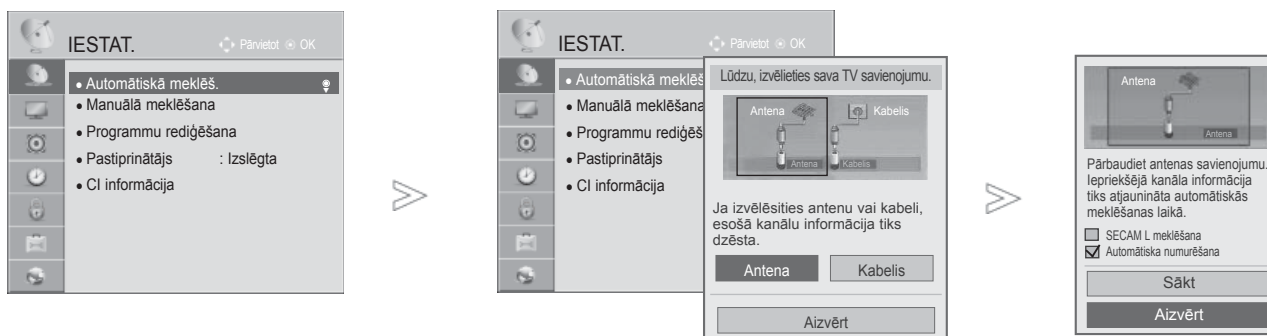 IESTAT.
Pārvietot OK
• Automātiskā meklēš.
• Manuālā meklēšana
• Programmu rediģēšana
• Pastiprinātājs : Izslēgta
• CI informācija
IESTAT.
Pārvietot OK
• Automātiskā meklēš
• Manuālā meklēšana
• Programmu rediģēš
• Pastiprinātājs
• CI informācija
Lūdzu, izvēlieties sava TV savienojumu.
Antena
Kabelis
Antena
Kabelis
Ja izvēlēsities antenu vai kabeli,
esošā kanālu informācija tiks
dzēsta.
Antena
Kabelis
Aizvērt
Antena
Antena
Pārbaudiet antenas savienojumu.
Iepriekšējā kanāla informācija
tiks atjaunināta automātiskās
meklēšanas laikā.
SECAM L meklēšana
Automātiska numurēšana
Sākt
Aizvērt